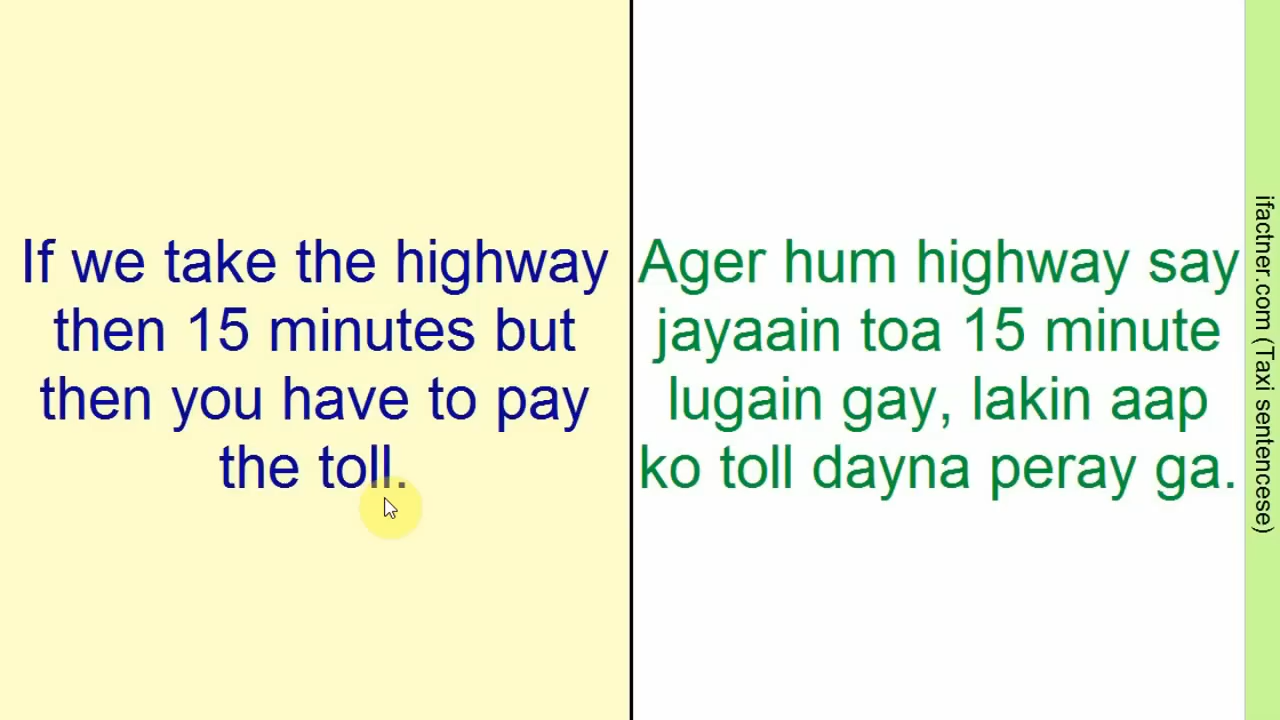 If we take the highway
then 15 minutes but
then you have to pay
the toll.
Ager hum highway say
jayaain toa 15 minute
lugain gay, lakin aap
ko toll dayna peray ga.
ifactner.com (Taxi sentencese)